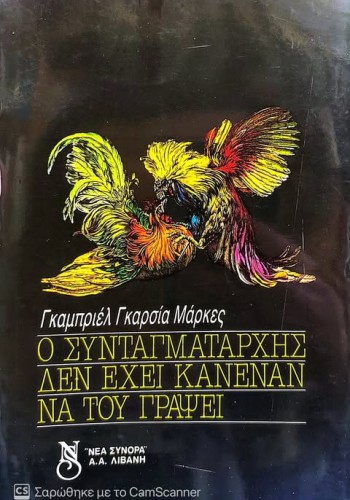 Γκαμπριέλ Γκαρσία Μάρκες
Ο ΣΥΝΤΑΓΜΑΤΑΡΧΗΣ
ΔΕΝ ΕΧΕΙ ΚΑΝΕΝΑΝ
ΝΑ ΤΟΥ ΓΡΑΨΕΙ
"ΝΕΑ ΣΥΝΟΡΑ"
Α.Α. ΛΙΒΑΝΗ
CS Σαρώθηκε με το CamScanner